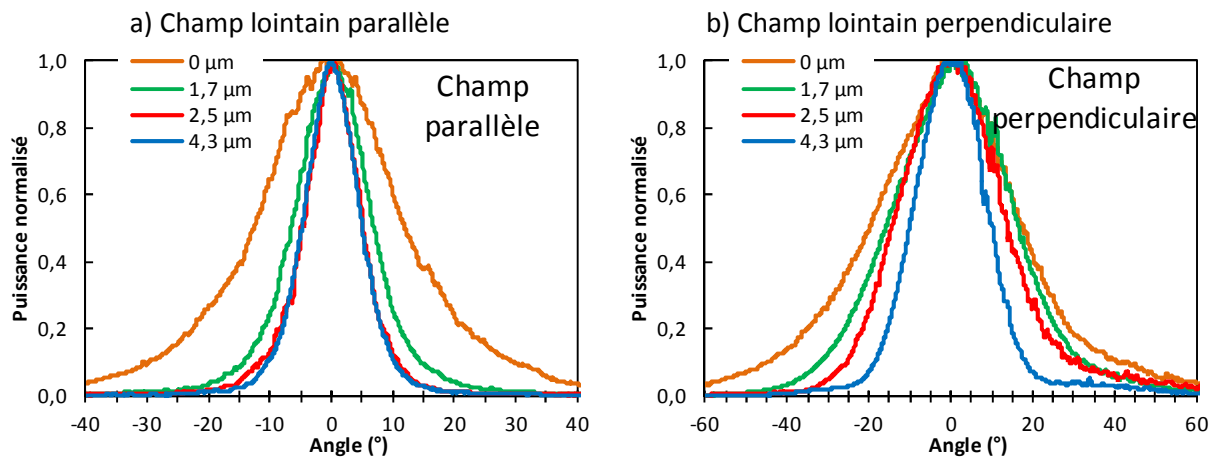 a) Champ lointain parallèle
1,0
0,8
0,6
0,4
0,2
0,0
Puissance normalisé
0 µm
1,7 µm
2,5 µm
4,3 µm
Champ
parallèle
-40 -30 -20 -10 0 10 20 30 40
Angle (°)
b) Champ lointain perpendiculaire
1,0
0,8
0,6
0,4
0,2
0,0
Puissance normalisé
0 µm
1,7 µm
2,5 µm
4,3 µm
Champ
perpendiculaire
-60 -40 -20 0 20 40 60
Angle (°)